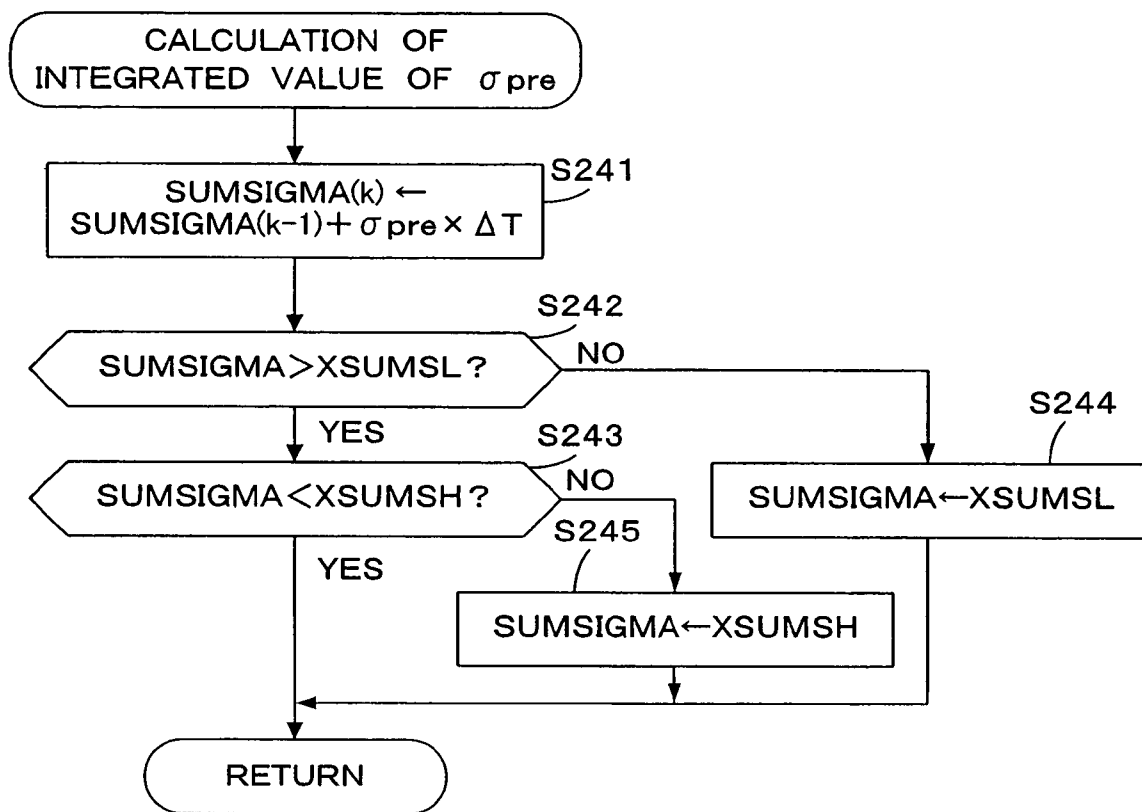 CALCULATION OF
INTEGRATED VALUE OF σpre
S241
SUMSIGMA(k) ←
SUMSIGMA(k-1)+σpre×ΔT
S242
SUMSIGMA>XSUMSL?
NO
YES
S243
SUMSIGMA<XSUMSH?
NO
YES
S244
SUMSIGMA←XSUMSL
S245
SUMSIGMA←XSUMSH
RETURN